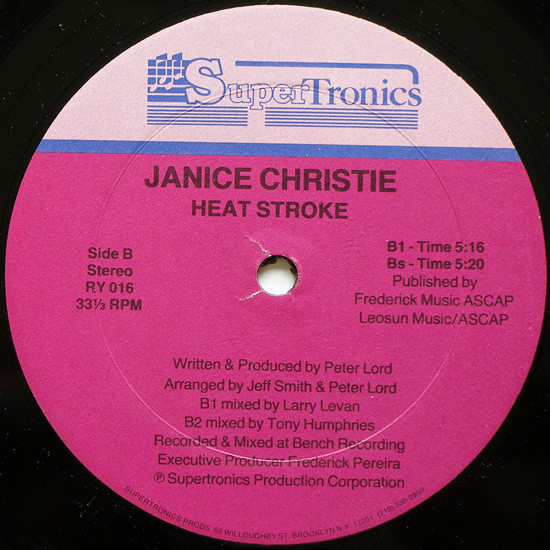 SuperTronics
JANICE CHRISTIE
HEAT STROKE
Side B
Stereo
RY 016
33⅓ RPM
B1 - Time 5:16
Bs - Time 5:20
Published by
Frederick Music ASCAP
Leosun Music/ASCAP
Written & Produced by Peter Lord
Arranged by Jeff Smith & Peter Lord
B1 mixed by Larry Levan
B2 mixed by Tony Humphries
Recorded & Mixed at Bench Recording
Executive Producer Frederick Pereira
℗ Supertronics Production Corporation
SUPERTRONICS PRODS. 66 WILLOUGHBY ST. BROOKLYN N.Y. 11201 (718)